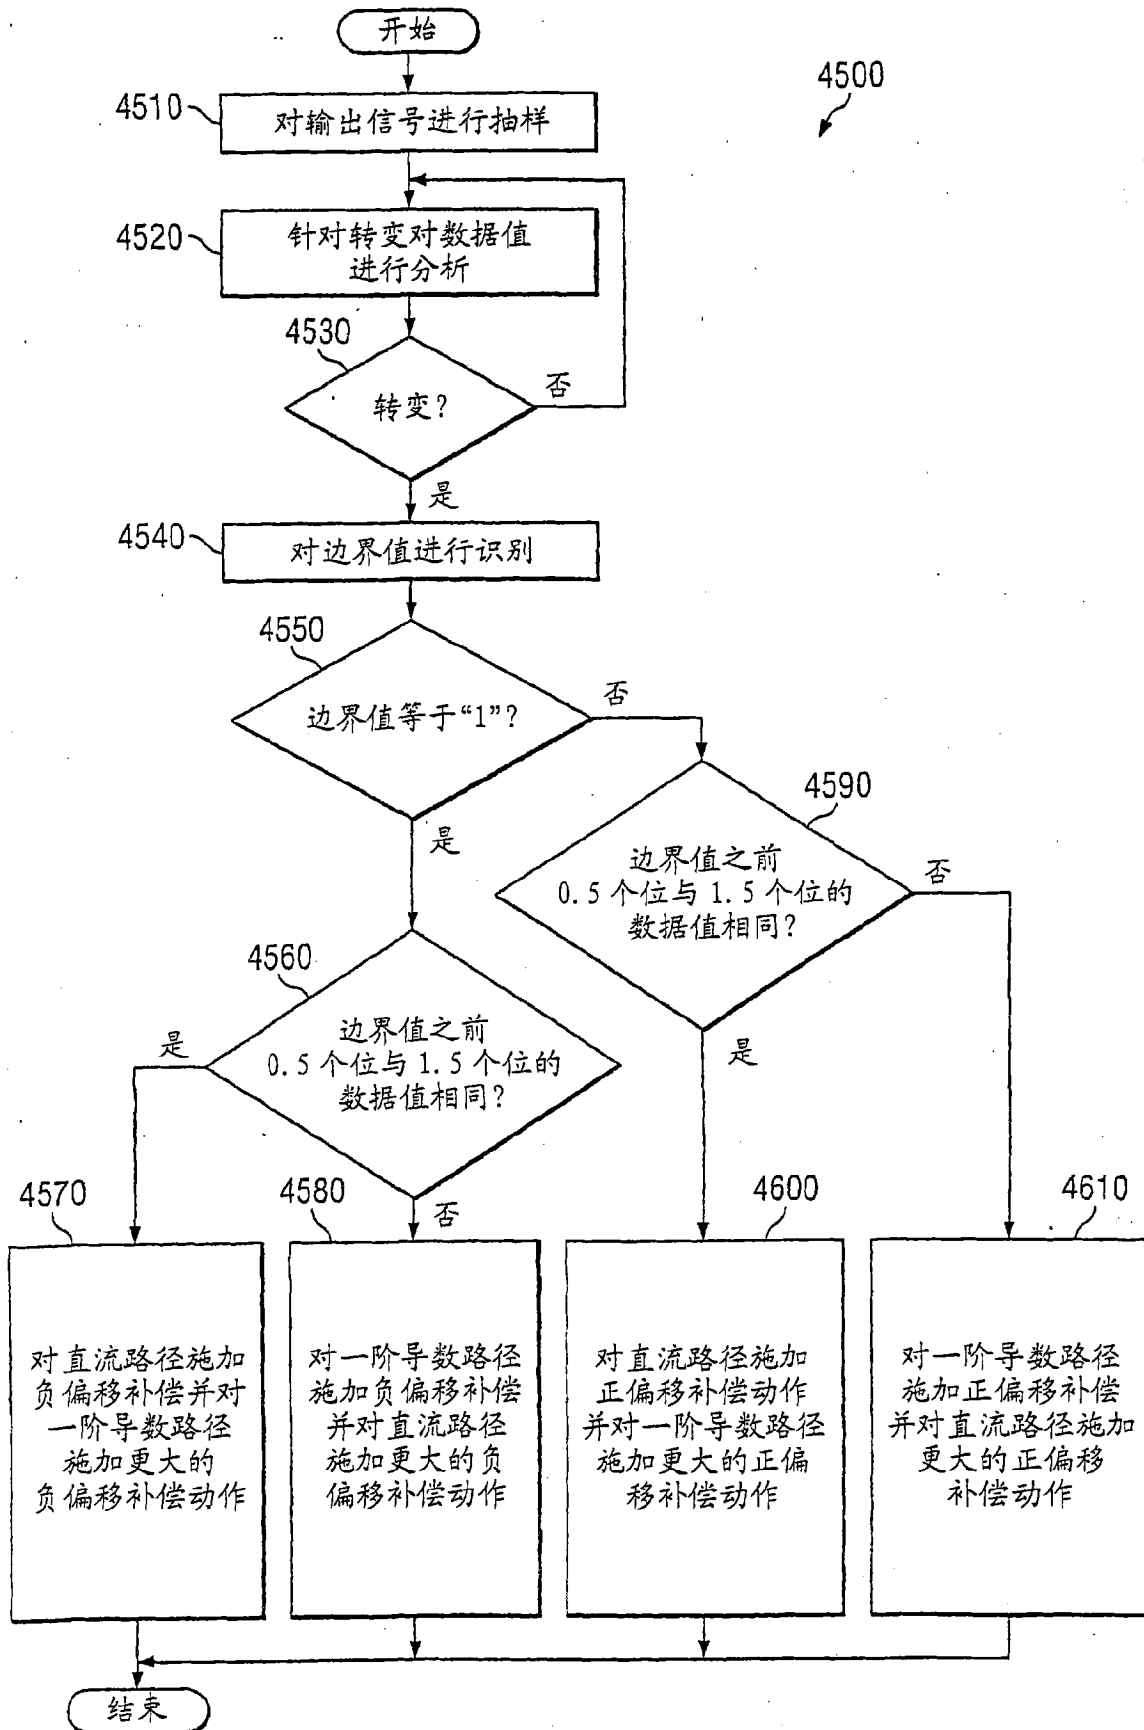 开始
4500
4510
对输出信号进行抽样
4520
针对转变对数据值
进行分析
4530
转变?
否
是
4540
对边界值进行识别
4550
边界值等于“1”?
否
是
4590
边界值之前
0.5个位与1.5个位的
数据值相同?
否
是
4560
边界值之前
0.5个位与1.5个位的
数据值相同?
是
否
4570
对直流路径施加
负偏移补偿并对
一阶导数路径
施加更大的
负偏移补偿动作
4580
对一阶导数路径
施加负偏移补偿
并对直流路径
施加更大的负
偏移补偿动作
4600
对直流路径施加
正偏移补偿动作
并对一阶导数路径
施加更大的正偏
移补偿动作
4610
对一阶导数路径
施加正偏移补偿
并对直流路径施加
更大的正偏移
补偿动作
结束